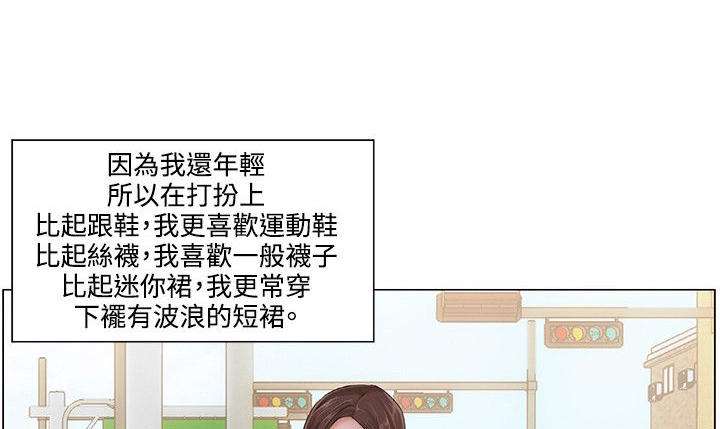 因為我還年輕
所以在打扮上
比起跟鞋,我更喜歡運動鞋
比起絲襪,我喜歡一般襪子
比起迷你裙,我更常穿
下襬有波浪的短裙。